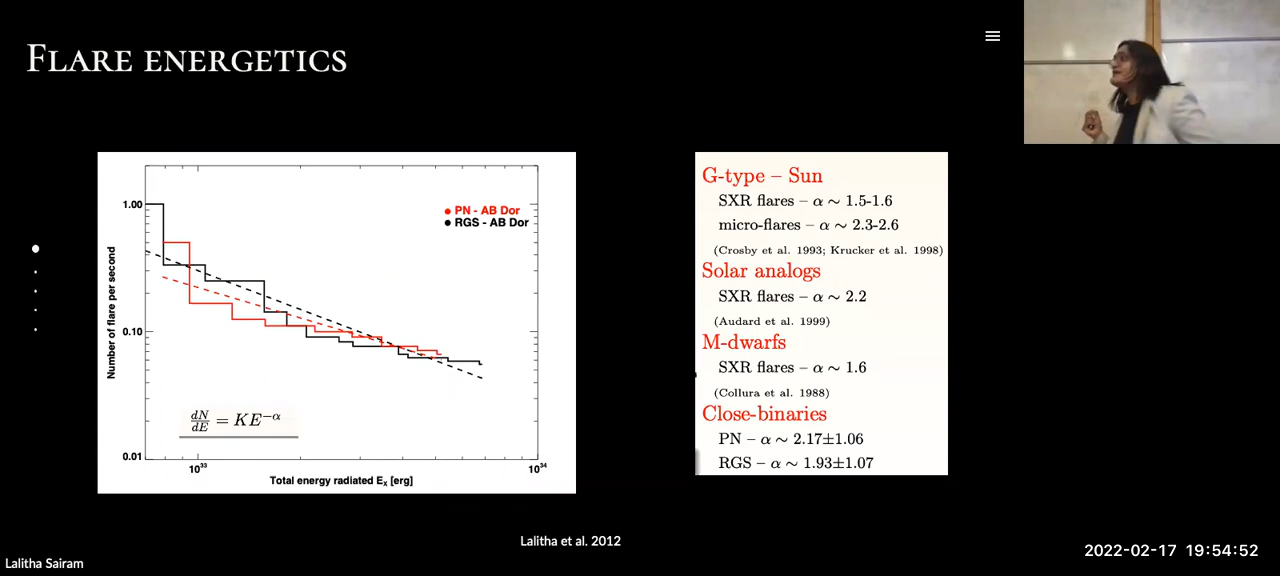 FLARE ENERGETICS
1.00
0.10
0.01
Number of flare per second
PN - AB Dor
RGS - AB Dor
dN/dE = KE^−α
10^33
10^34
Total energy radiated Ex [erg]
G-type – Sun
SXR flares – α ∼ 1.5-1.6
micro-flares – α ∼ 2.3-2.6
(Crosby et al. 1993; Krucker et al. 1998)
Solar analogs
SXR flares – α ∼ 2.2
(Audard et al. 1999)
M-dwarfs
SXR flares – α ∼ 1.6
(Collura et al. 1988)
Close-binaries
PN – α ∼ 2.17±1.06
RGS – α ∼ 1.93±1.07
Lalitha et al. 2012
Lalitha Sairam
2022-02-17 19:54:52